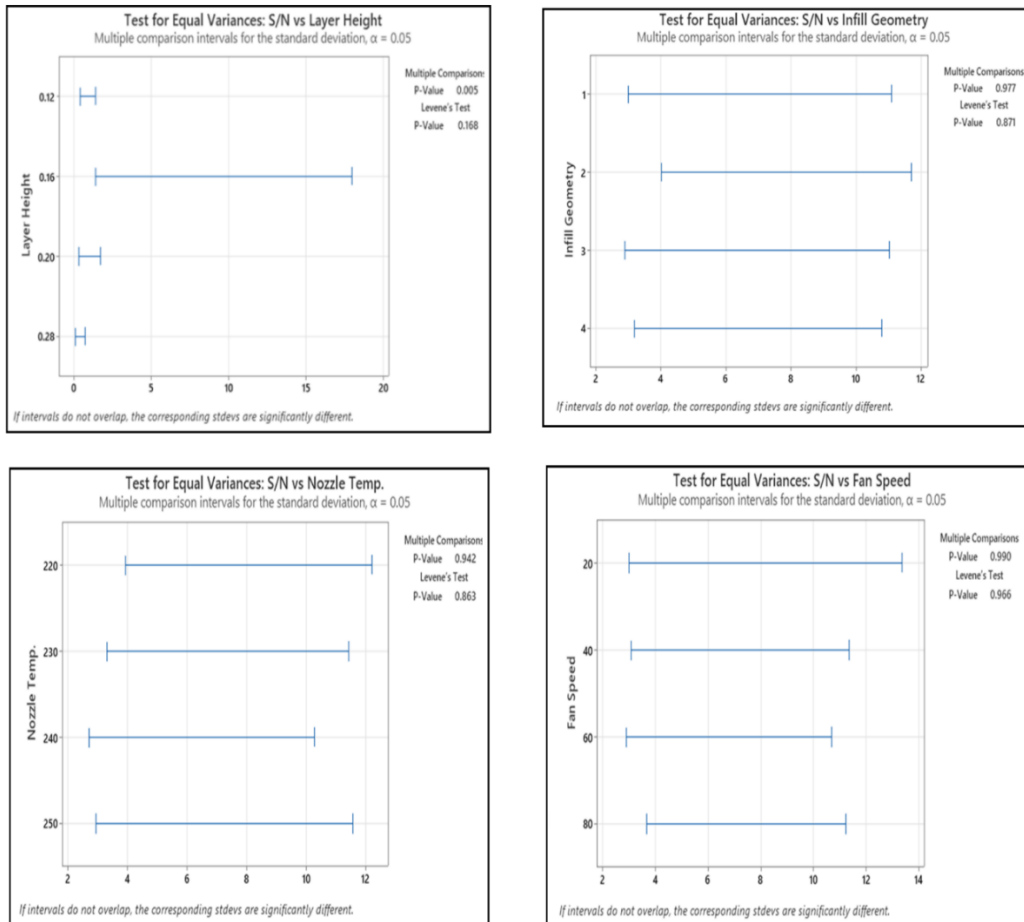 Test for Equal Variances: S/N vs Layer Height
Multiple comparison intervals for the standard deviation, α = 0.05
Multiple Comparisons
P-Value 0.005
Levene's Test
P-Value 0.168
Layer Height
0.12
0.16
0.20
0.28
0 5 10 15 20
If intervals do not overlap, the corresponding stdevs are significantly different.
Test for Equal Variances: S/N vs Infill Geometry
Multiple comparison intervals for the standard deviation, α = 0.05
Multiple Comparisons
P-Value 0.977
Levene's Test
P-Value 0.871
Infill Geometry
1
2
3
4
2 4 6 8 10 12
If intervals do not overlap, the corresponding stdevs are significantly different.
Test for Equal Variances: S/N vs Nozzle Temp.
Multiple comparison intervals for the standard deviation, α = 0.05
Multiple Comparisons
P-Value 0.942
Levene's Test
P-Value 0.863
Nozzle Temp.
220
230
240
250
2 4 6 8 10 12
If intervals do not overlap, the corresponding stdevs are significantly different.
Test for Equal Variances: S/N vs Fan Speed
Multiple comparison intervals for the standard deviation, α = 0.05
Multiple Comparisons
P-Value 0.990
Levene's Test
P-Value 0.966
Fan Speed
20
40
60
80
2 4 6 8 10 12 14
If intervals do not overlap, the corresponding stdevs are significantly different.